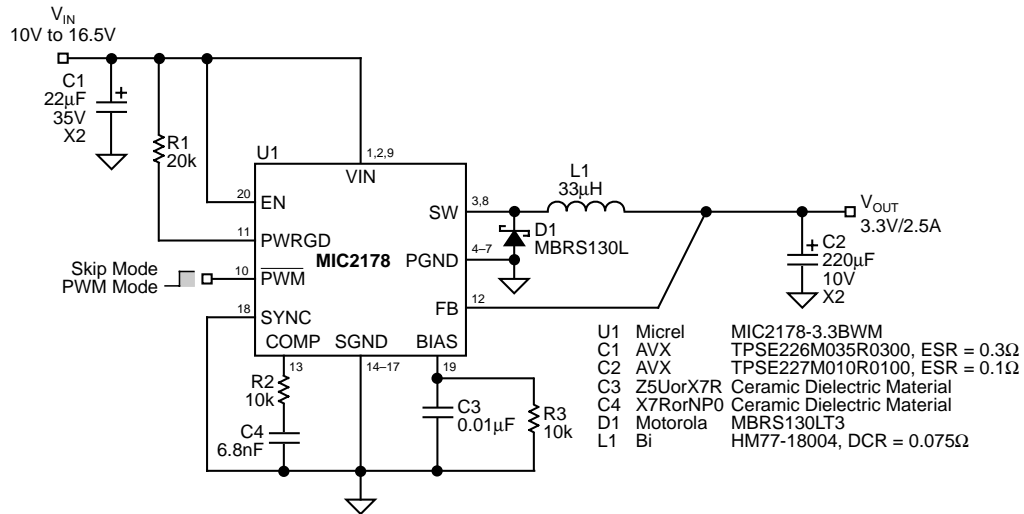 VIN
10V to 16.5V
C1
22µF
35V
X2
R1
20k
U1
1,2,9
VIN
20
EN
11
PWRGD
Skip Mode
PWM Mode
10
PWM
18
SYNC
MIC2178
SW
3,8
PGND
4–7
FB
12
COMP
SGND
BIAS
13
14–17
19
L1
33µH
D1
MBRS130L
VOUT
3.3V/2.5A
C2
220µF
10V
X2
R2
10k
C4
6.8nF
C3
0.01µF
R3
10k
U1 Micrel MIC2178-3.3BWM
C1 AVX TPSE226M035R0300, ESR = 0.3Ω
C2 AVX TPSE227M010R0100, ESR = 0.1Ω
C3 Z5UorX7R Ceramic Dielectric Material
C4 X7RorNP0 Ceramic Dielectric Material
D1 Motorola MBRS130LT3
L1 Bi HM77-18004, DCR = 0.075Ω